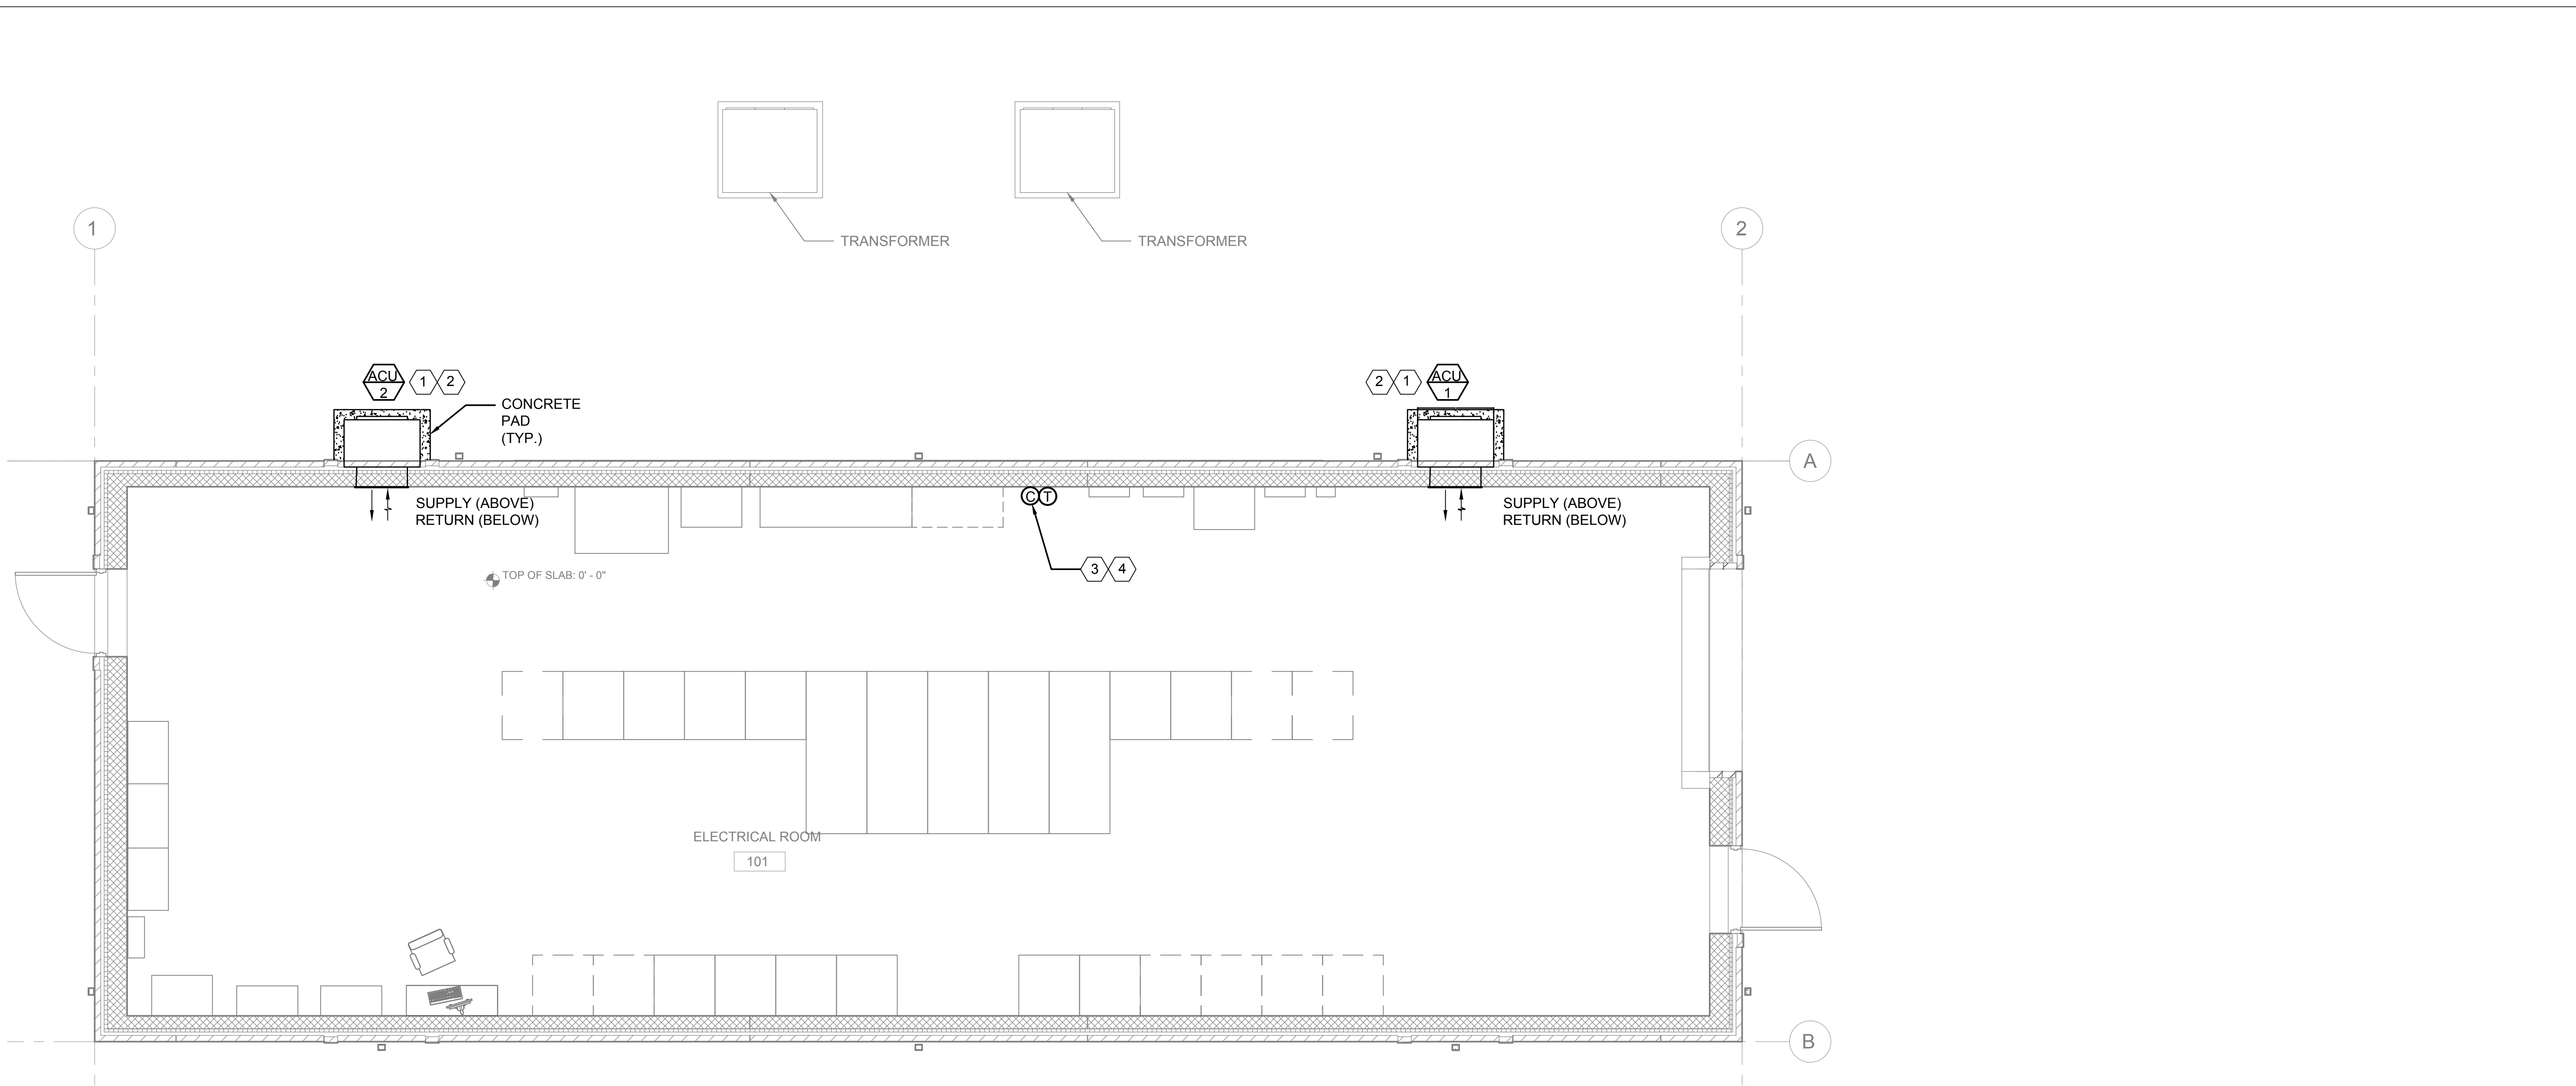 TRANSFORMER
TRANSFORMER
1
2
ACU
2
1
2
2
1
ACU
1
CONCRETE
PAD
(TYP.)
A
C
T
SUPPLY (ABOVE)
RETURN (BELOW)
SUPPLY (ABOVE)
RETURN (BELOW)
3
4
TOP OF SLAB: 0' - 0"
ELECTRICAL ROOM
101
B